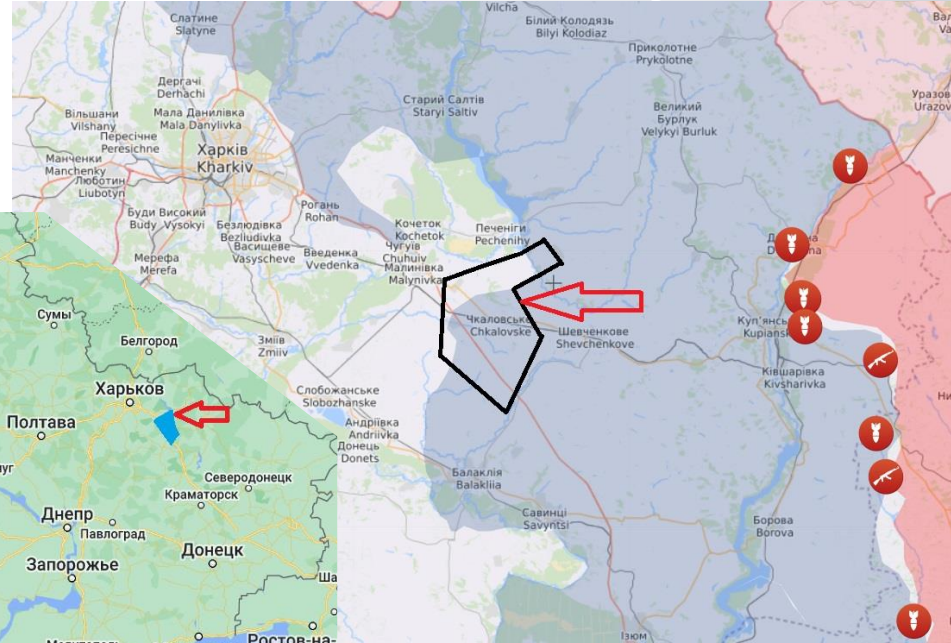 Vilcha
Слатине
Slatyne
Білий Колодязь
Bilyi Kolodiaz
Приколотне
Prykolotne
Дергачі
Derhachi
Старий Салтів
Staryi Saltiv
Вільшани
Vilshany
Мала Данилівка
Mala Danylivka
Великий
Бурлук
Velykyi Burluk
Уразов
Urazov
Пересічне
Peresichne
Харків
Kharkiv
Манченки
Manchenky
Люботин
Liubotyn
Рогань
Rohan
Буди Високий
Budy Vysokyi
Безлюдівка
Bezliudivka
Васищеве
Vasyscheve
Введенка
Vvedenka
Кочеток
Kochetok
Чугуїв
Chuhuiv
Малинівка
Malynivka
Печеніги
Pechenihy
Мерефа
Merefa
Чкаловське
Chkalovske
Шевченкове
Shevchenkove
Куп'янськ
Kupiansk
Зміїв
Zmiiv
Ківшарівка
Kivsharivka
Сумы
Белгород
Харьков
Полтава
Слобожанське
Slobozhanske
Андріївка
Andriivka
Донець
Donets
Балаклія
Balakliia
Северодонецк
Краматорск
Савинці
Savyntsi
Борова
Borova
Днепр
Павлоград
Донецк
Запорожье
Ша
Ізюм
Ростов-на-